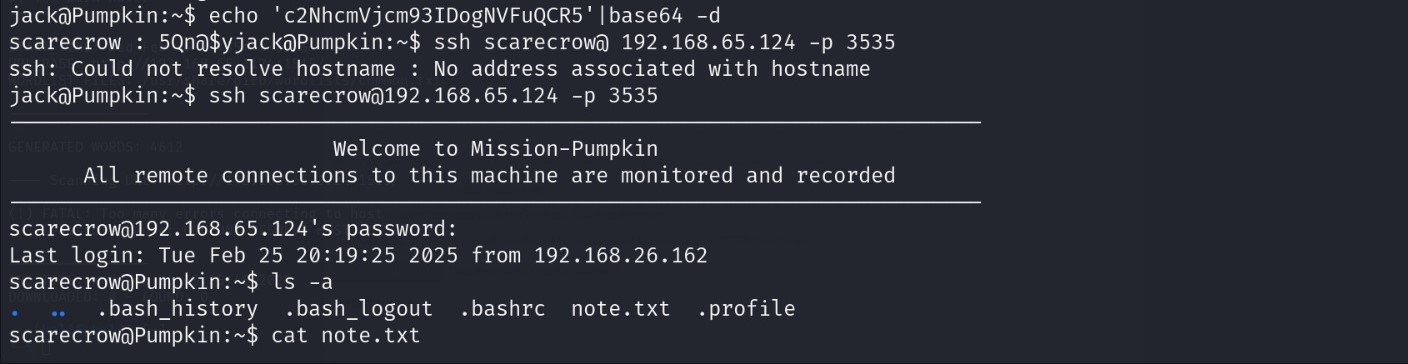 jack@Pumpkin:~$ echo 'c2NhcmVjcm93IDogNVFuQCR5'|base64 -d
scarecrow : 5Qn@$yjack@Pumpkin:~$ ssh scarecrow@ 192.168.65.124 -p 3535
ssh: Could not resolve hostname : No address associated with hostname
jack@Pumpkin:~$ ssh scarecrow@192.168.65.124 -p 3535
GENERATED WORDS: 4612
Welcome to Mission-Pumpkin
All remote connections to this machine are monitored and recorded
scarecrow@192.168.65.124's password:
Last login: Tue Feb 25 20:19:25 2025 from 192.168.26.162
scarecrow@Pumpkin:~$ ls -a
. .. .bash_history .bash_logout .bashrc note.txt .profile
scarecrow@Pumpkin:~$ cat note.txt